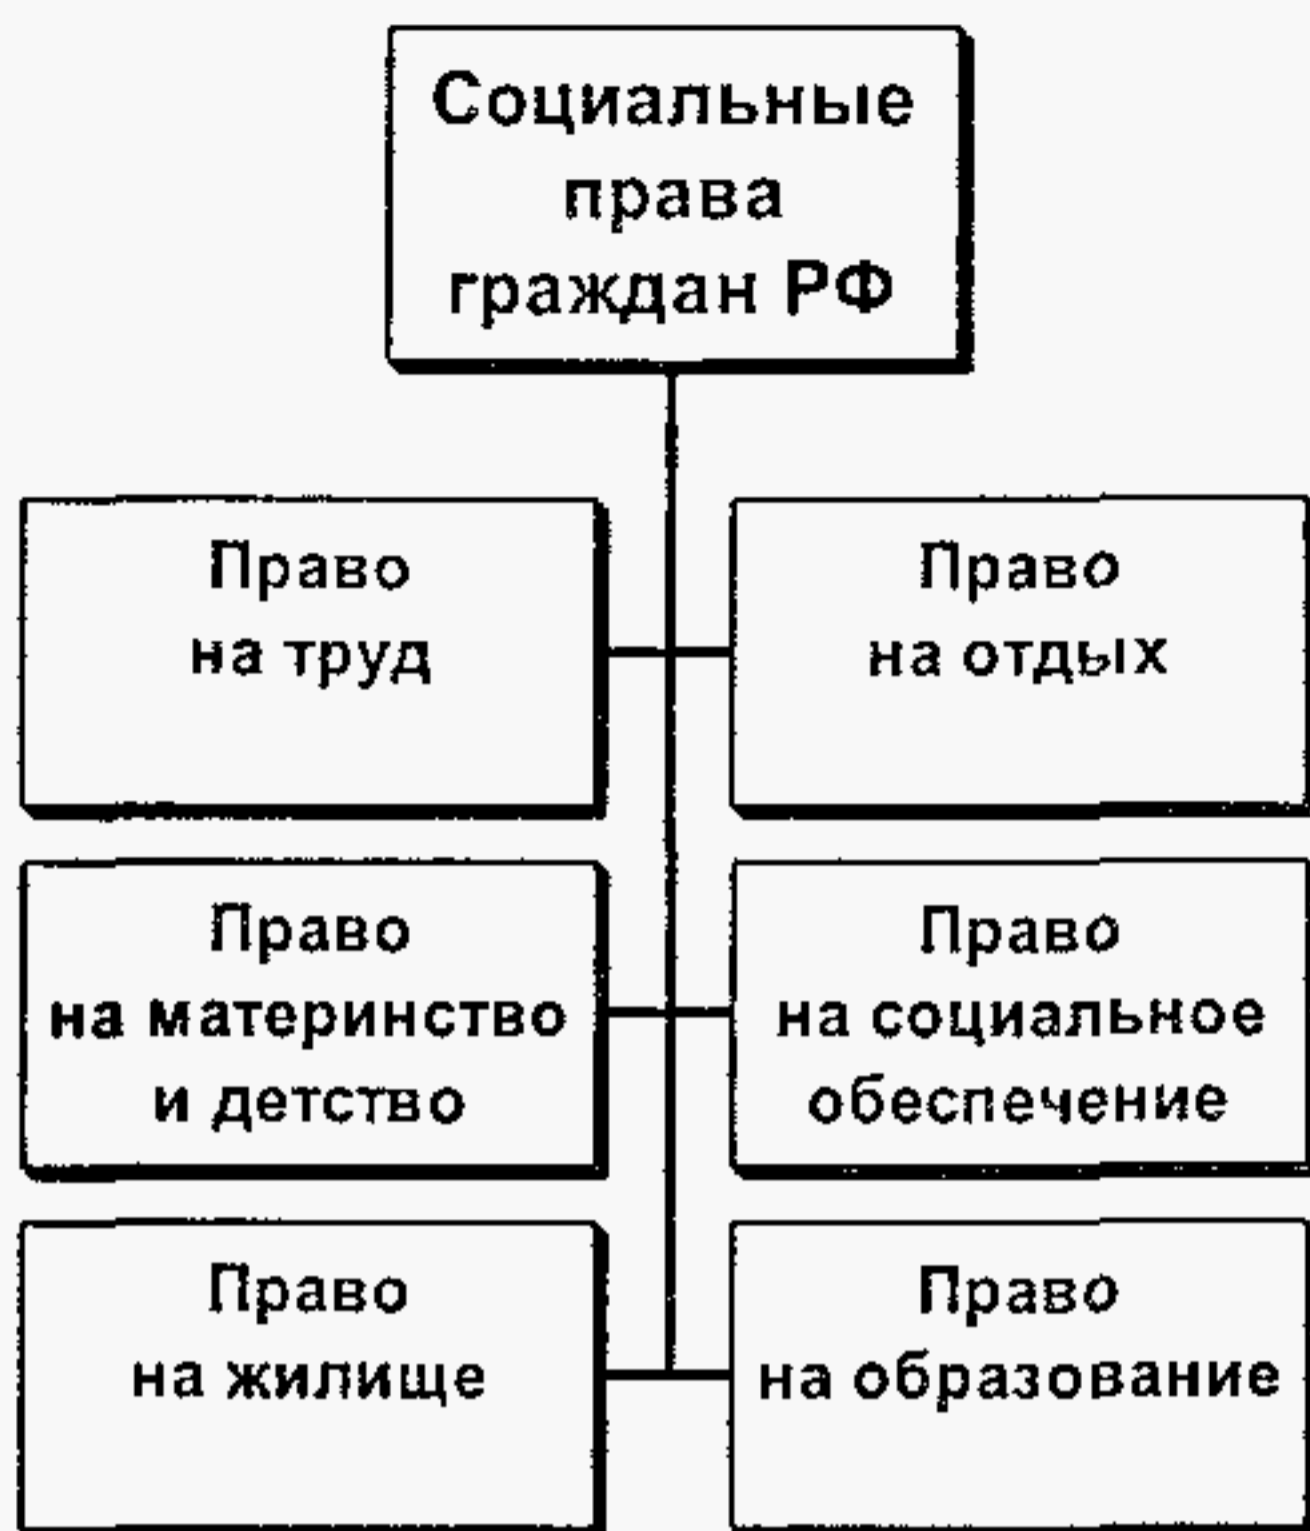 Социальные
права
граждан РФ
Право
на труд
Право
на отдых
Право
на материнство
и детство
Право
на социальное
обеспечение
Право
на жилище
Право
на образование